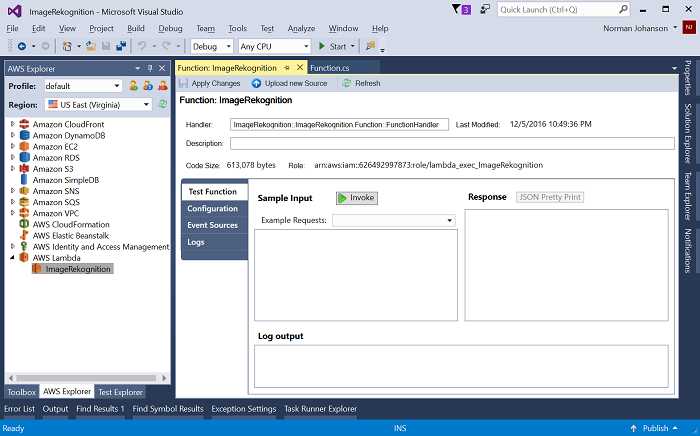 ImageRekognition - Microsoft Visual Studio
3
Quick Launch (Ctrl+Q)
File Edit View Project Build Debug Team Tools Test Analyze Window Help
Norman Johanson NJ
Debug Any CPU Start
AWS Explorer
Profile: default
Region: US East (Virginia)
Amazon CloudFront
Amazon DynamoDB
Amazon EC2
Amazon RDS
Amazon S3
Amazon SimpleDB
Amazon SNS
Amazon SQS
Amazon VPC
AWS CloudFormation
AWS Elastic Beanstalk
AWS Identity and Access Management
AWS Lambda
ImageRekognition
Toolbox AWS Explorer Test Explorer
Function: ImageRekognition Function.cs
Apply Changes Upload new Source Refresh
Function: ImageRekognition
Handler: ImageRekognition::ImageRekognition.Function::FunctionHandler Last Modified: 12/5/2016 10:49:36 PM
Description:
Code Size: 613,078 bytes Role: arn:aws:iam::626492997873:role/lambda_exec_ImageRekognition
Test Function
Configuration
Event Sources
Logs
Sample Input Invoke
Example Requests:
Response JSON Pretty Print
Log output
Properties
Solution Explorer
Team Explorer
Notifications
Error List Output Find Results 1 Find Symbol Results Exception Settings Task Runner Explorer
Ready INS Publish